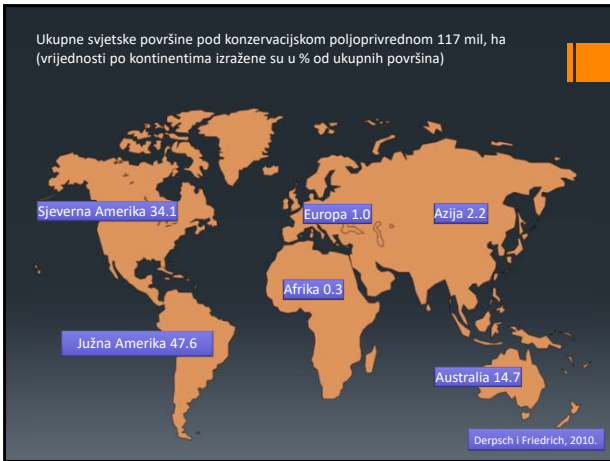 Ukupne svjetske površine pod konzervacijskom poljoprivrednom 117 mil, ha
(vrijednosti po kontinentima izražene su u % od ukupnih površina)
Sjeverna Amerika 34.1
Europa 1.0
Azija 2.2
Afrika 0.3
Južna Amerika 47.6
Australia 14.7
Derpsch i Friedrich, 2010.